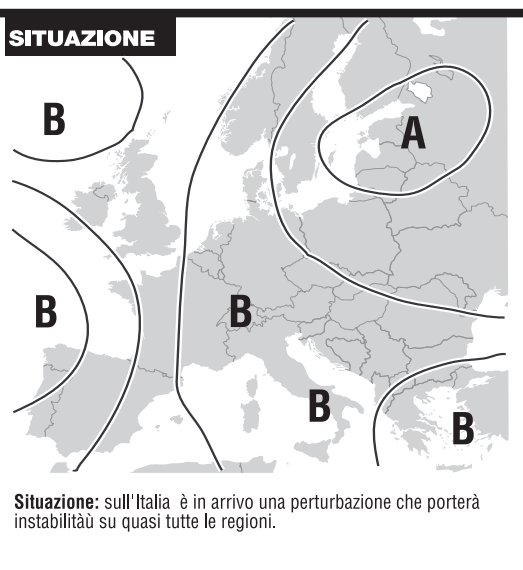 SITUAZIONE
B
A
B
B
B
B
Situazione: sull'Italia è in arrivo una perturbazione che porterà
instabilitàù su quasi tutte le regioni.